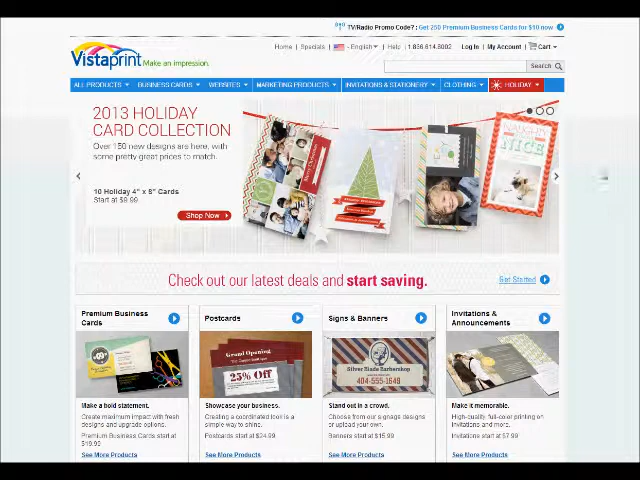 TV/Radio Promo Code? : Get 250 Premium Business Cards for $10 now
Home | Specials | English | Help | 1.866.614.8002 Log In | My Account | Cart
Vistaprint Make an impression.
Search
ALL PRODUCTS BUSINESS CARDS WEBSITES MARKETING PRODUCTS INVITATIONS & STATIONERY CLOTHING HOLIDAY
2013 HOLIDAY
CARD COLLECTION
Over 150 new designs are here, with
some pretty great prices to match.
10 Holiday 4" x 8" Cards
Start at $9.99
Shop Now
NAUGHTY
NICE
Check out our latest deals and start saving.
Get Started
Premium Business
Cards
Postcards
Signs & Banners
Invitations &
Announcements
Grand Opening
25% Off
Silver Blade Barbershop
404-555-1649
Make a bold statement.
Create maximum impact with fresh
designs and upgrade options.
Premium Business Cards start at
$19.99
See More Products
Showcase your business.
Creating a coordinated look is a
simple way to shine.
Postcards start at $24.99
See More Products
Stand out in a crowd.
Choose from our signage designs
or upload your own.
Banners start at $15.99
See More Products
Make it memorable.
High-quality, full-color printing on
invitations and more.
Invitations start at $7.99
See More Products